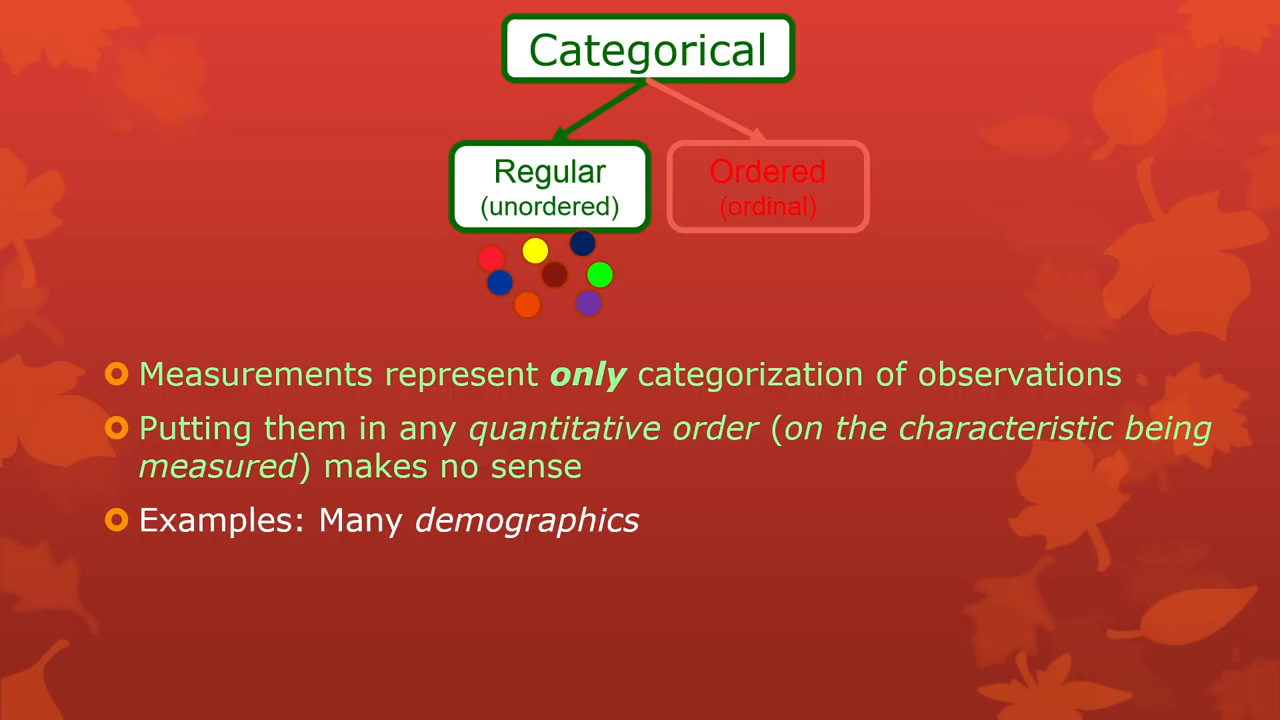 Categorical
Regular
(unordered)
Ordered
(ordinal)
Measurements represent only categorization of observations
Putting them in any quantitative order (on the characteristic being
measured) makes no sense
Examples: Many demographics